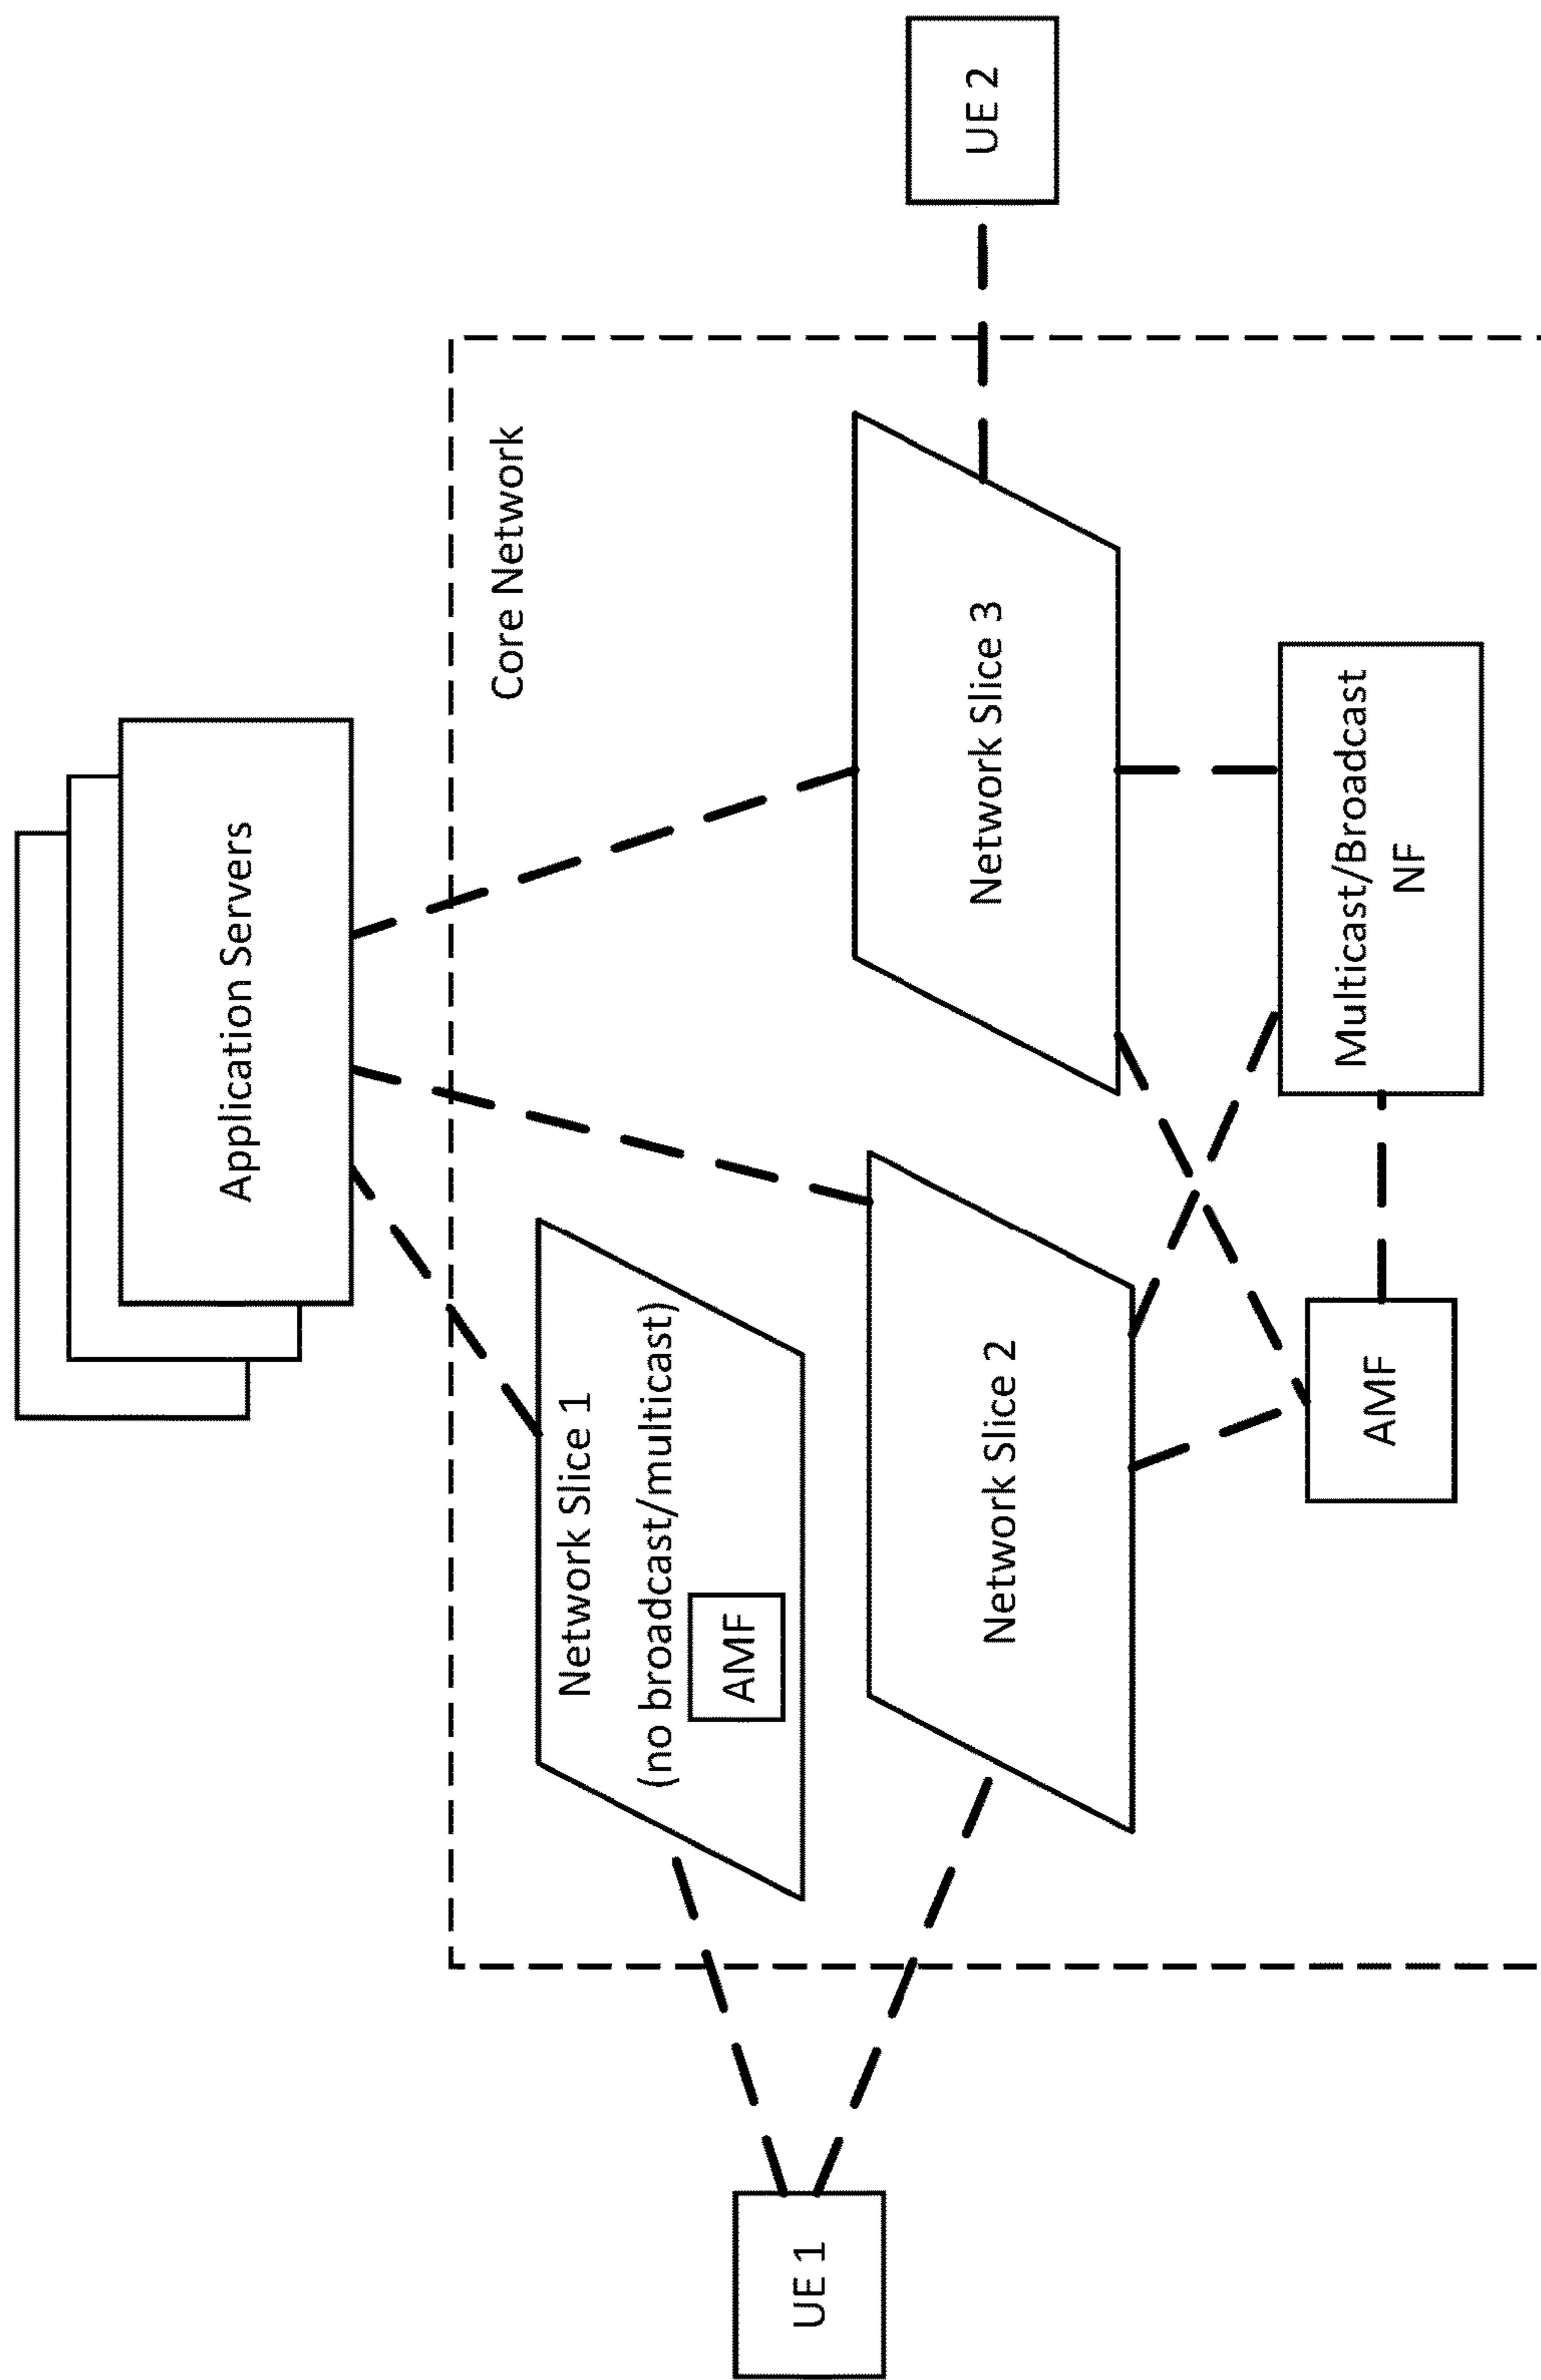 Application Servers
Core Network
Network Slice 1
(no broadcast/multicast)
AMF
Network Slice 2
Network Slice 3
UE 1
UE 2
AMF
Multicast/Broadcast
NF